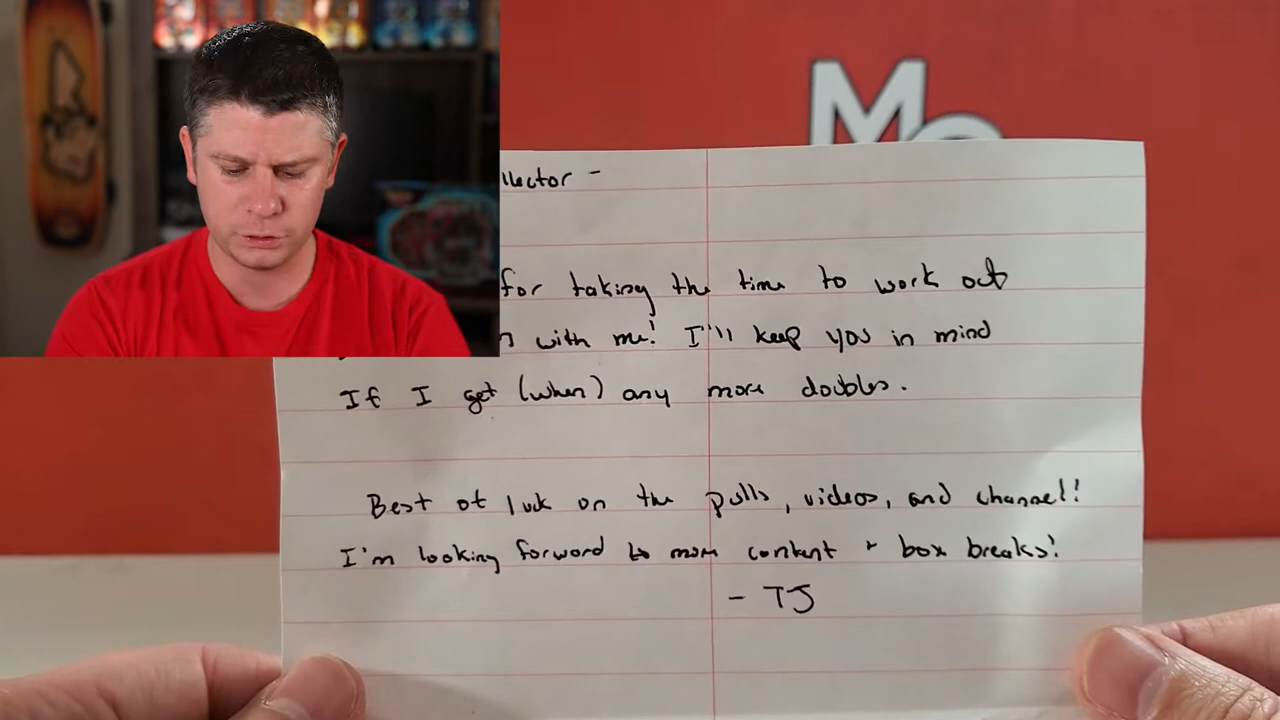 M
llector -
for taking the time to work out
with me! I'll keep you in mind
If I get (when) any more doubles.
Best of luck on the pulls, videos, and channel!
I'm looking forward to more content + box breaks!
- TJ